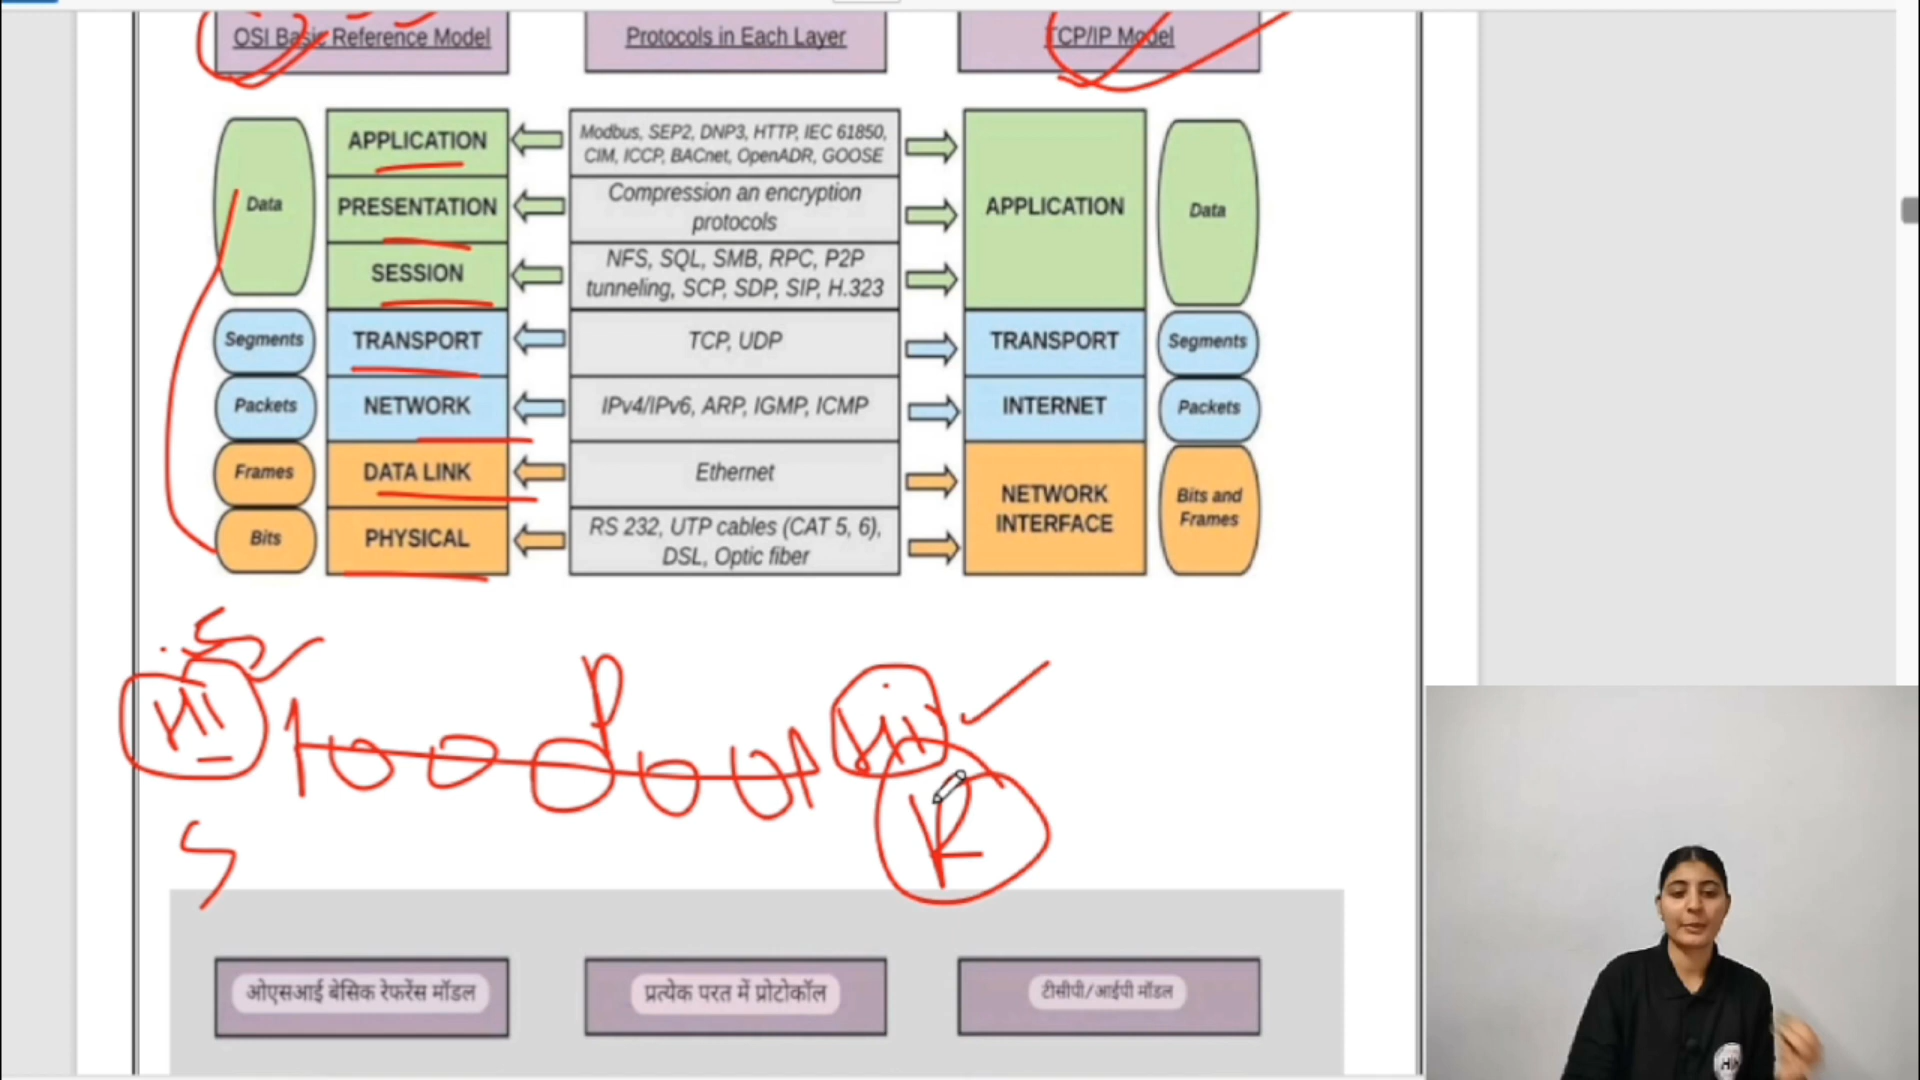 OSI Basic Reference Model
Protocols in Each Layer
TCP/IP Model
Data
APPLICATION
Modbus, SEP2, DNP3, HTTP, IEC 61850,
CIM, ICCP, BACnet, OpenADR, GOOSE
PRESENTATION
Compression an encryption
protocols
SESSION
NFS, SQL, SMB, RPC, P2P
tunneling, SCP, SDP, SIP, H.323
APPLICATION
Data
Segments
TRANSPORT
TCP, UDP
TRANSPORT
Segments
Packets
NETWORK
IPv4/IPv6, ARP, IGMP, ICMP
INTERNET
Packets
Frames
DATA LINK
Ethernet
Bits
PHYSICAL
RS 232, UTP cables (CAT 5, 6),
DSL, Optic fiber
NETWORK
INTERFACE
Bits and
Frames
S
HI
P
Hi
R
S
ओएसआई बेसिक रेफरेंस मॉडल
प्रत्येक परत में प्रोटोकॉल
टीसीपी/आईपी मॉडल